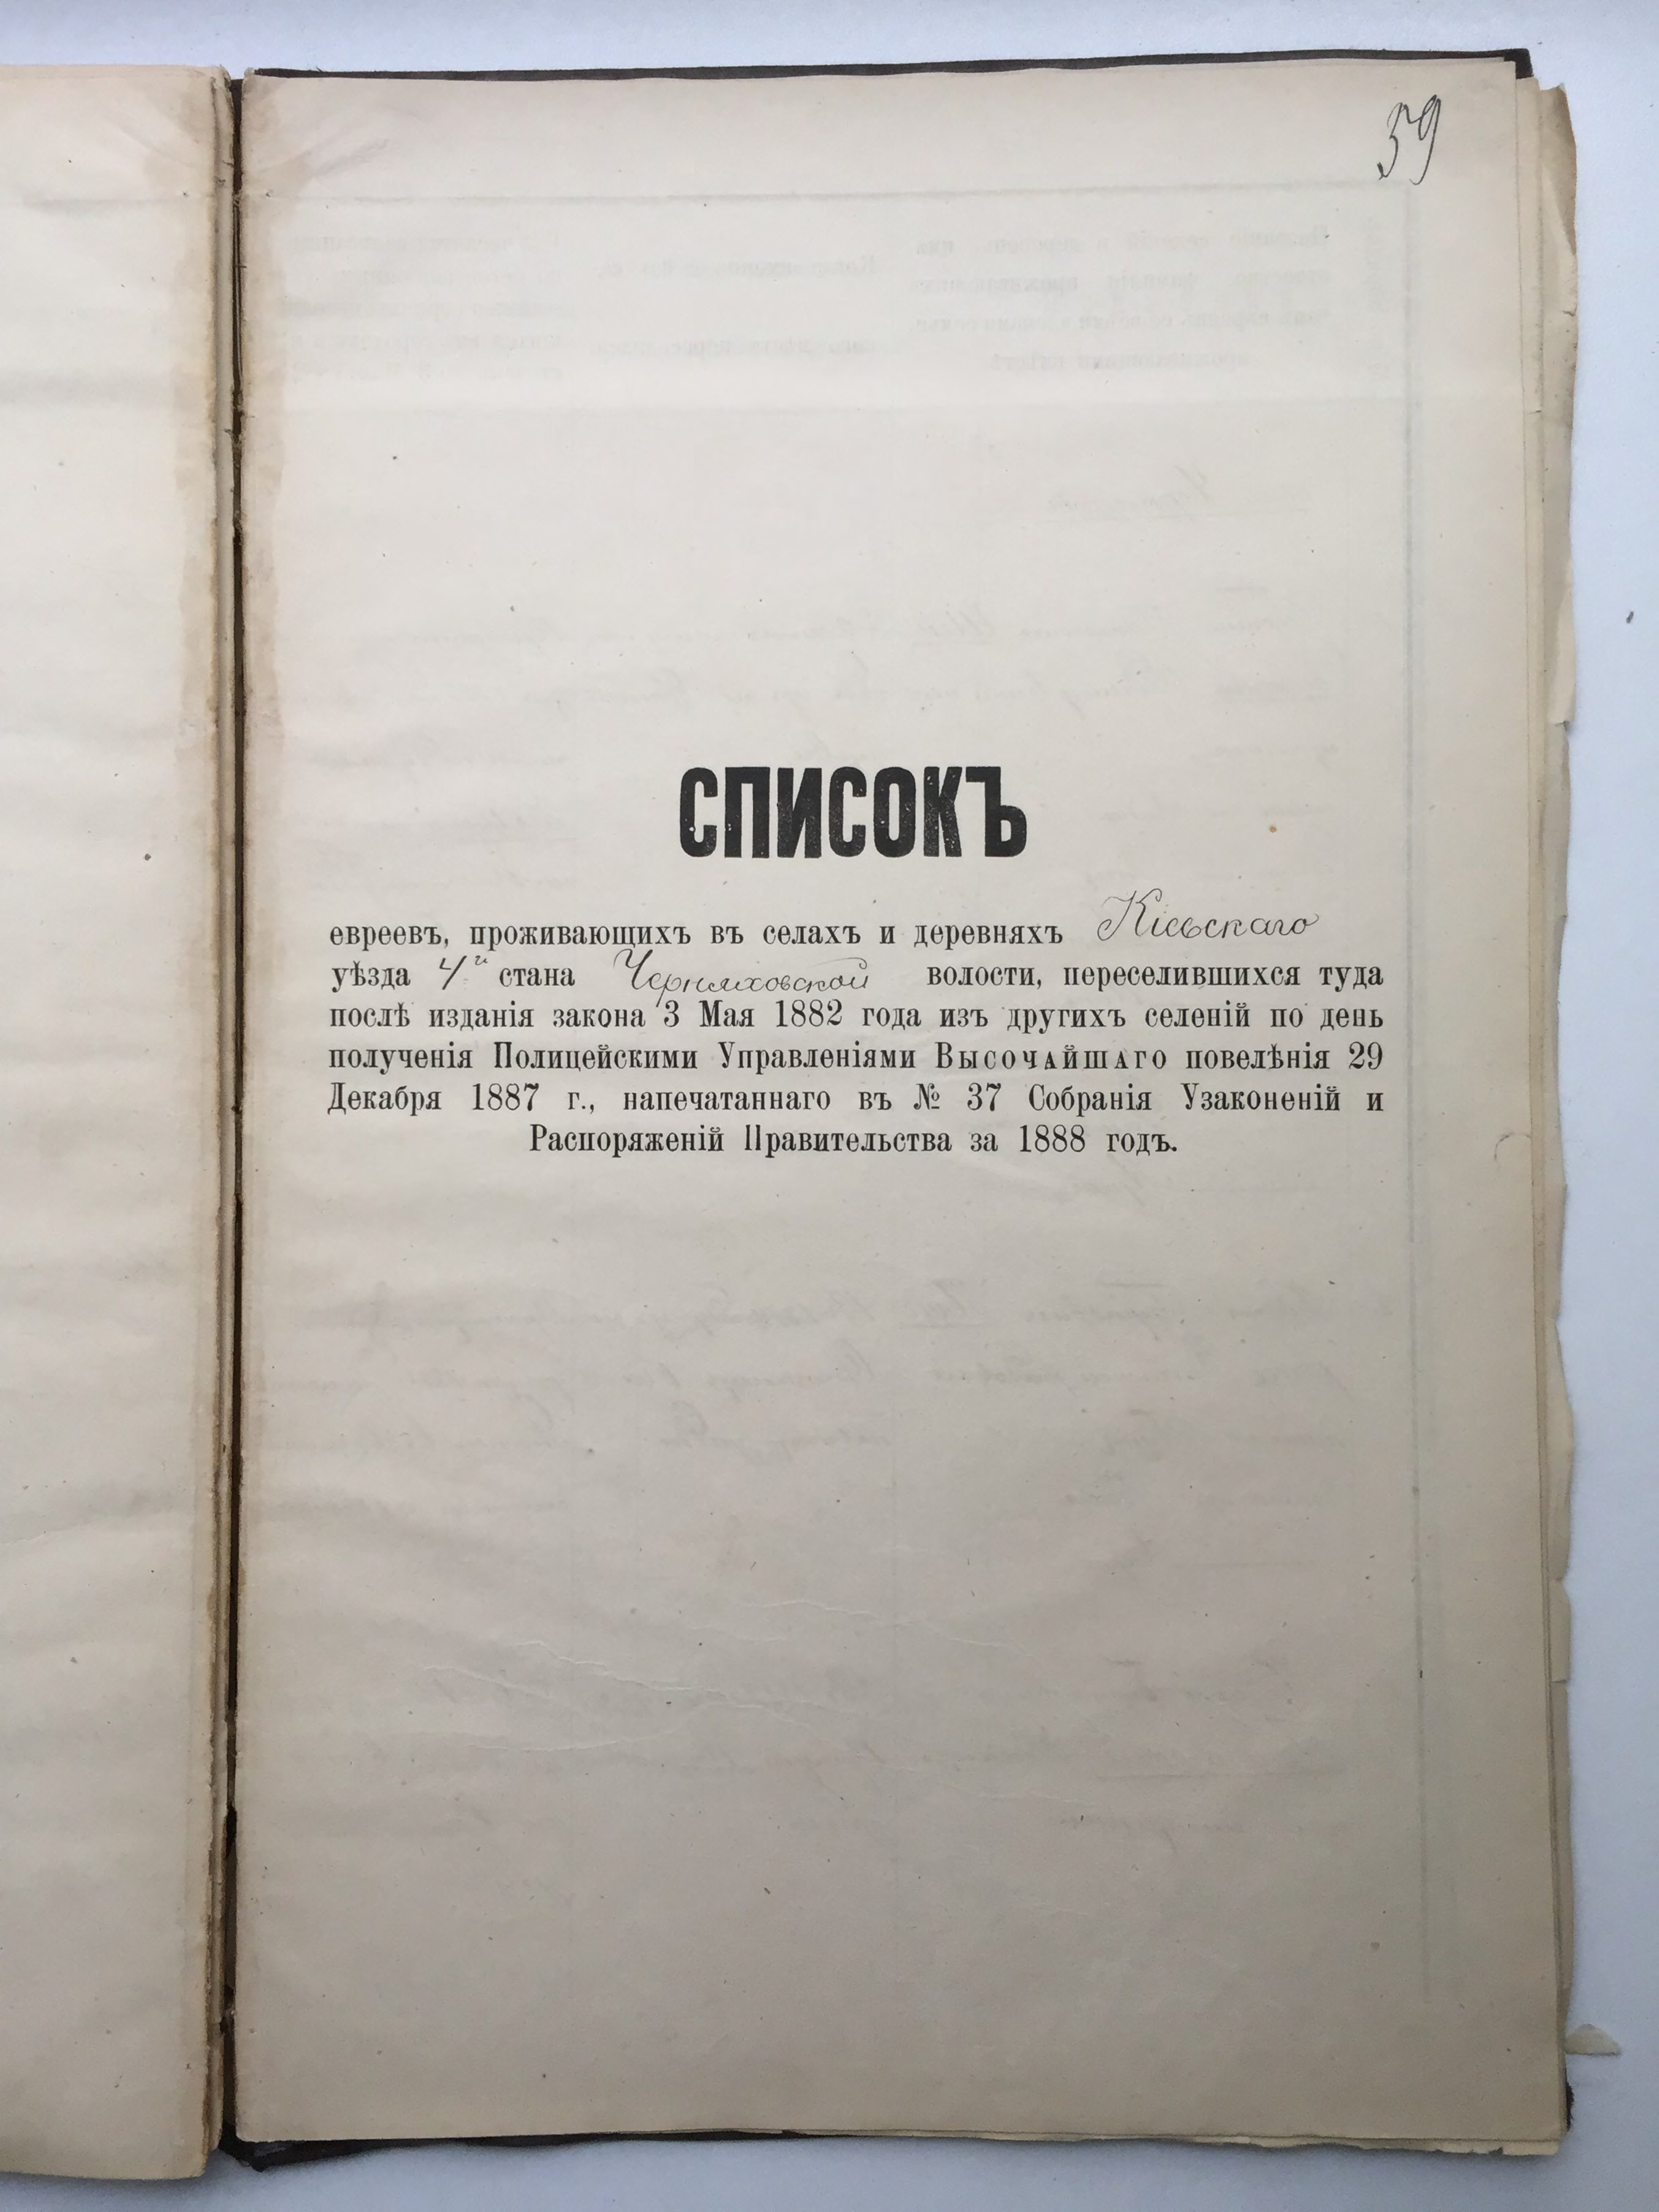 59
СПИСОКЪ
евреевъ, проживающихъ въ селахъ и деревняхъ Кіевскаго
уѣзда 4й стана Черняховской волости, переселившихся туда
послѣ изданія закона 3 Мая 1882 года изъ другихъ селеній по день
полученія Полицейскими Управленіями Высочайшаго повелѣнія 29
Декабря 1887 г., напечатаннаго въ № 37 Собранія Узаконеній и
Распоряженій Правительства за 1888 годъ.